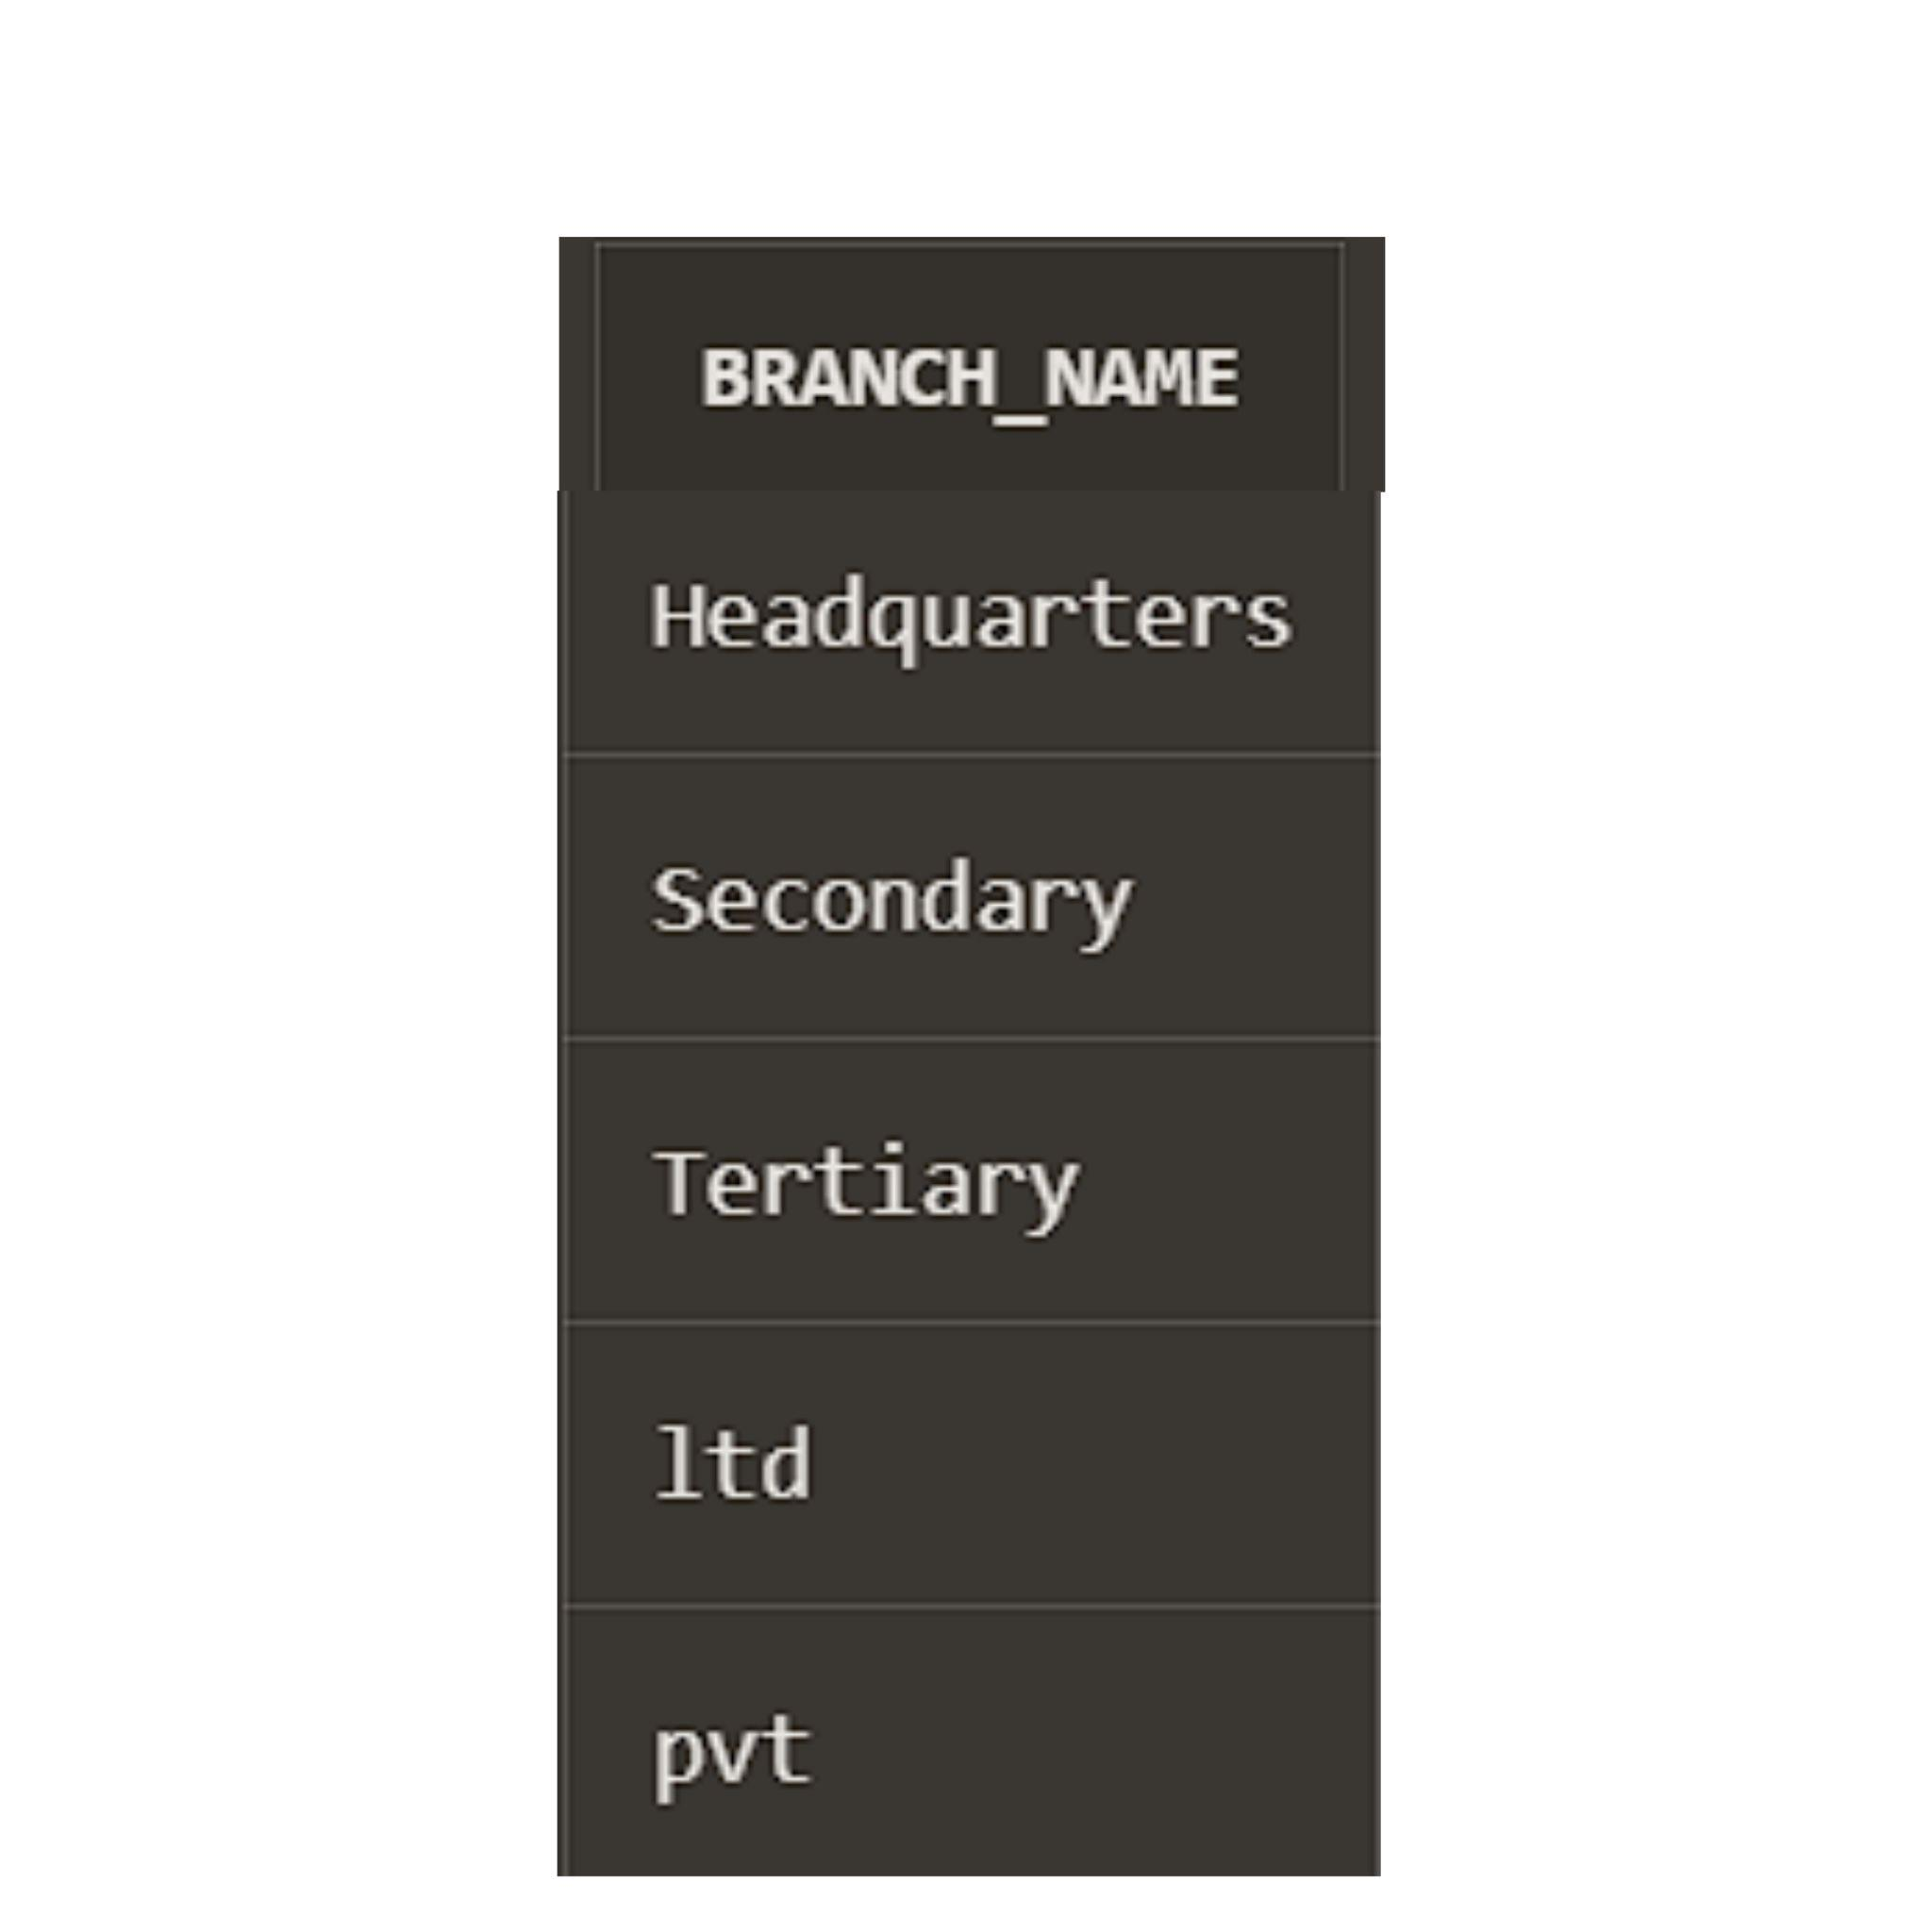 BRANCH_NAME
Headquarters
Secondary
Tertiary
ltd
pvt